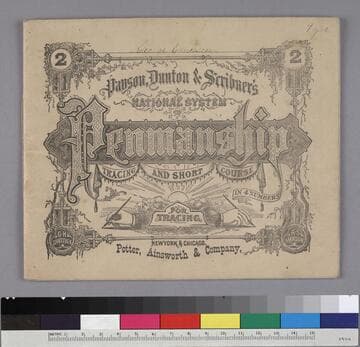 2
2
Payson, Dunton & Scribner's
NATIONAL SYSTEM
OF
Penmanship
TRACING AND SHORT COURSE
IN 4 NUMBERS
FOR
TRACING.
NEW YORK & CHICAGO.
Potter, Ainsworth & Company.